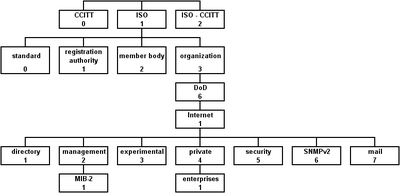 CCITT
0
ISO
1
ISO - CCITT
2
standard
0
registration
authority
1
member body
2
organization
3
DoD
6
Internet
1
directory
1
management
2
experimental
3
private
4
security
5
SNMPv2
6
mail
7
MIB-2
1
enterprises
1